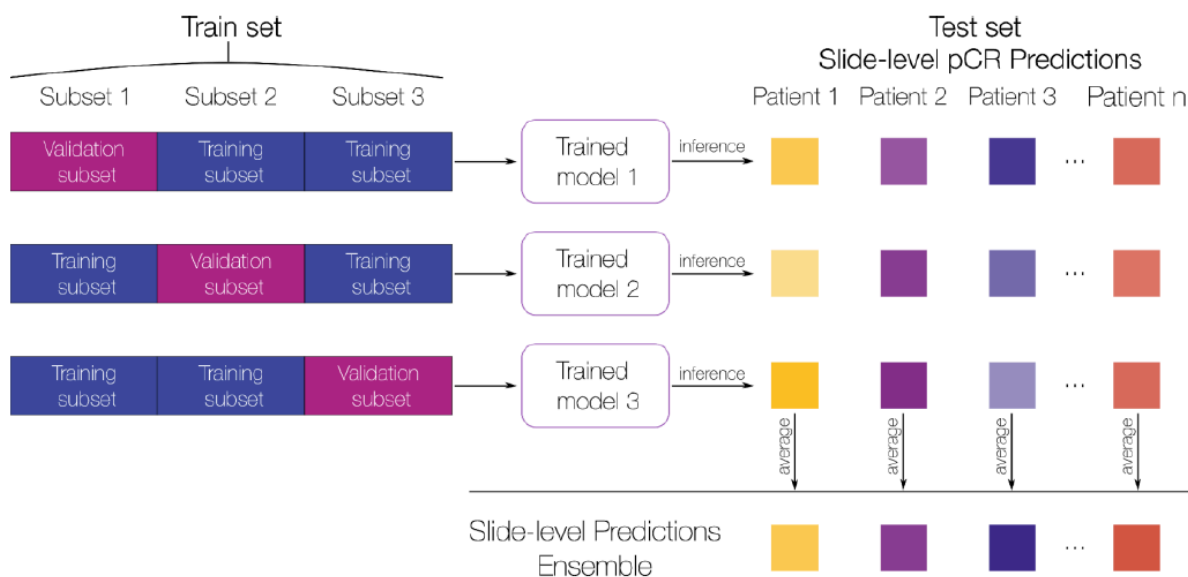 Train set
Test set
Slide-level pCR Predictions
Subset 1
Subset 2
Subset 3
Patient 1
Patient 2
Patient 3
Patient n
Validation
subset
Training
subset
Training
subset
Trained
model 1
inference
...
Training
subset
Validation
subset
Training
subset
Trained
model 2
inference
...
Training
subset
Training
subset
Validation
subset
Trained
model 3
inference
...
average
average
average
average
Slide-level Predictions
Ensemble
...